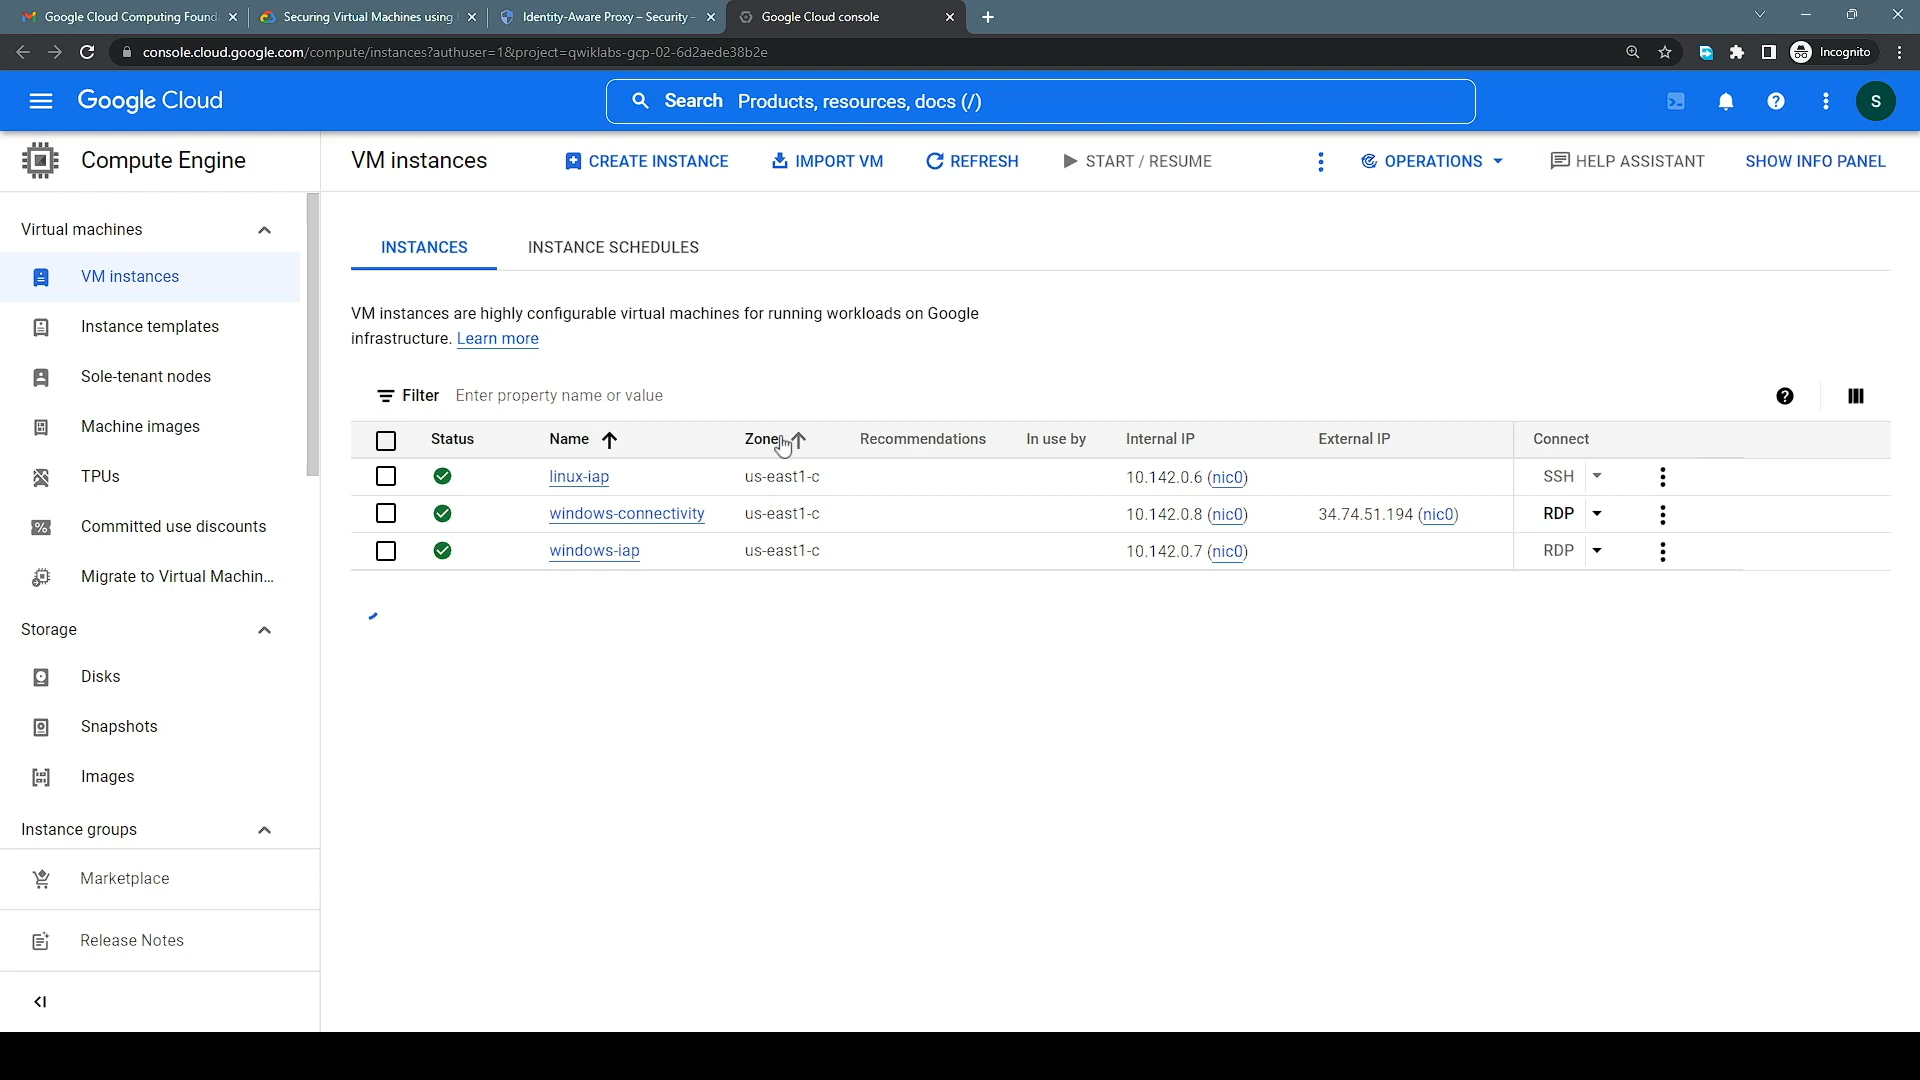 Google Cloud Computing Found
Securing Virtual Machines using
Identity-Aware Proxy – Security –
Google Cloud console
console.cloud.google.com/compute/instances?authuser=1&project=qwiklabs-gcp-02-6d2aede38b2e
Incognito
Google Cloud
Search Products, resources, docs (/)
S
Compute Engine
VM instances
CREATE INSTANCE
IMPORT VM
REFRESH
START / RESUME
OPERATIONS
HELP ASSISTANT
SHOW INFO PANEL
Virtual machines
VM instances
Instance templates
Sole-tenant nodes
Machine images
TPUs
Committed use discounts
Migrate to Virtual Machin...
Storage
Disks
Snapshots
Images
Instance groups
Marketplace
Release Notes
INSTANCES
INSTANCE SCHEDULES
VM instances are highly configurable virtual machines for running workloads on Google
infrastructure. Learn more
Filter Enter property name or value
Status Name Zone Recommendations In use by Internal IP External IP Connect
linux-iap us-east1-c 10.142.0.6 (nic0) SSH
windows-connectivity us-east1-c 10.142.0.8 (nic0) 34.74.51.194 (nic0) RDP
windows-iap us-east1-c 10.142.0.7 (nic0) RDP